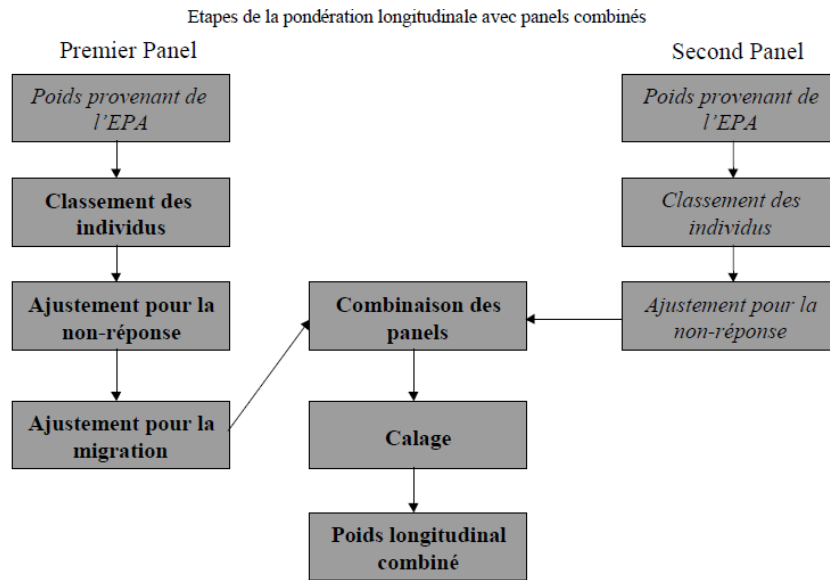 Etapes de la pondération longitudinale avec panels combinés
Premier Panel
Poids provenant de
l'EPA
Classement des
individus
Ajustement pour la
non-réponse
Ajustement pour la
migration
Second Panel
Poids provenant de
l'EPA
Classement des
individus
Ajustement pour la
non-réponse
Combinaison des
panels
Calage
Poids longitudinal
combiné